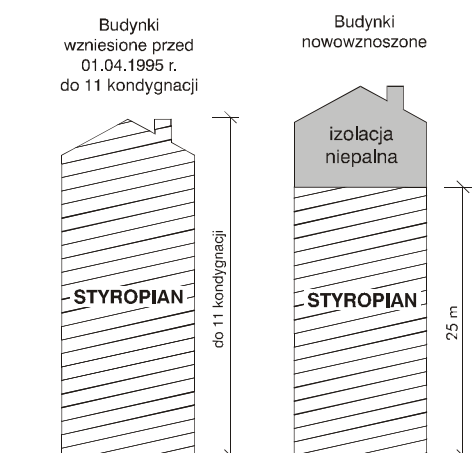 Budynki
wzniesione przed
01.04.1995 r.
do 11 kondygnacji
STYROPIAN
do 11 kondygnacji
Budynki
nowowznoszone
izolacja
niepalna
STYROPIAN
25 m